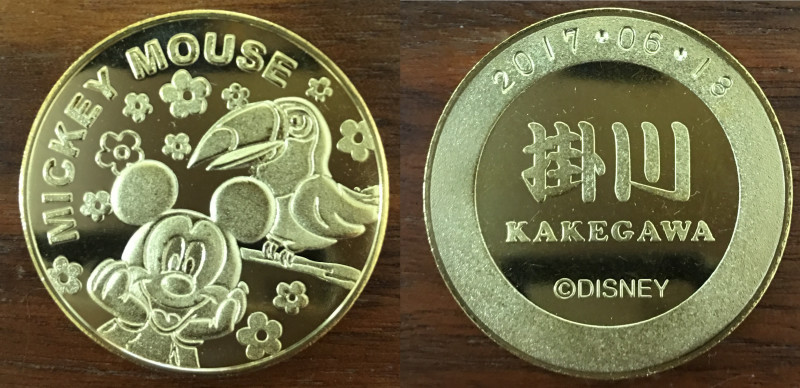 MICKEY MOUSE
2017・06・18
掛川
KAKEGAWA
©DISNEY